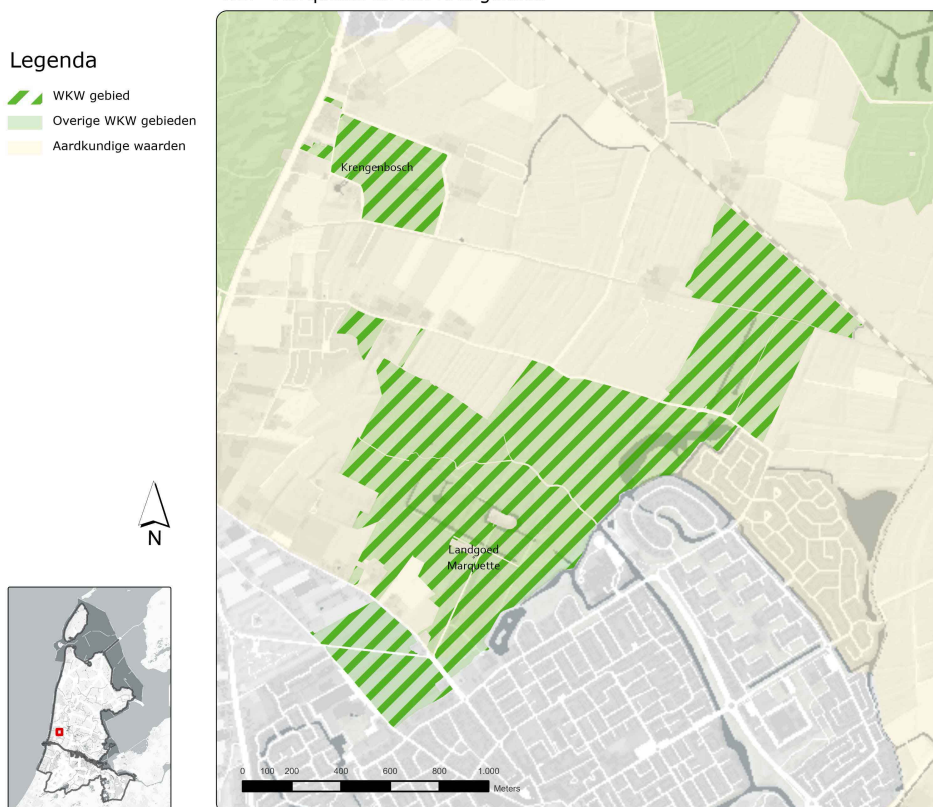 Legenda
WKW gebied
Overige WKW gebieden
Aardkundige waarden
Krengenbosch
Landgoed
Marquette
N
0 100 200 400 600 800 1.000
Meters